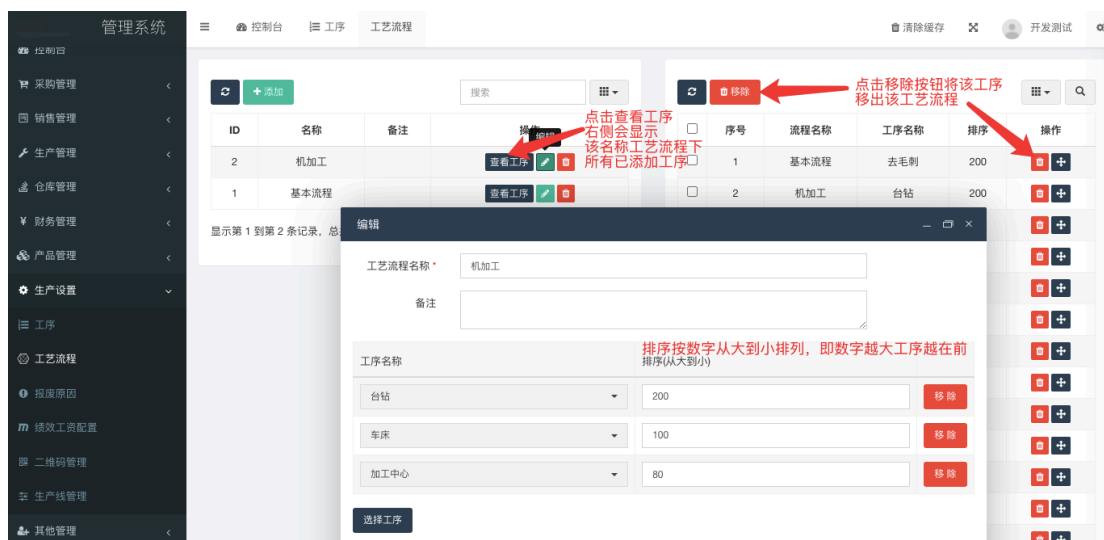 管理系统
控制台
工序
工艺流程
清除缓存
开发测试
控制台
采购管理
销售管理
生产管理
仓库管理
¥ 财务管理
产品管理
生产设置
工序
工艺流程
报废原因
m 绩效工资配置
二维码管理
生产线管理
其他管理
+添加
搜索
ID 名称 备注 操作
编辑
2 机加工 查看工序
1 基本流程 查看工序
显示第 1 到第 2 条记录，总
点击查看工序
右侧会显示
该名称工艺流程下
所有已添加工序
移除
点击移除按钮将该工序
移出该工艺流程
序号 流程名称 工序名称 排序 操作
1 基本流程 去毛刺 200
2 机加工 台钻 200
编辑
工艺流程名称 * 机加工
备注
排序按数字从大到小排列，即数字越大工序越在前
工序名称 排序(从大到小)
台钻 200 移除
车床 100 移除
加工中心 80 移除
选择工序